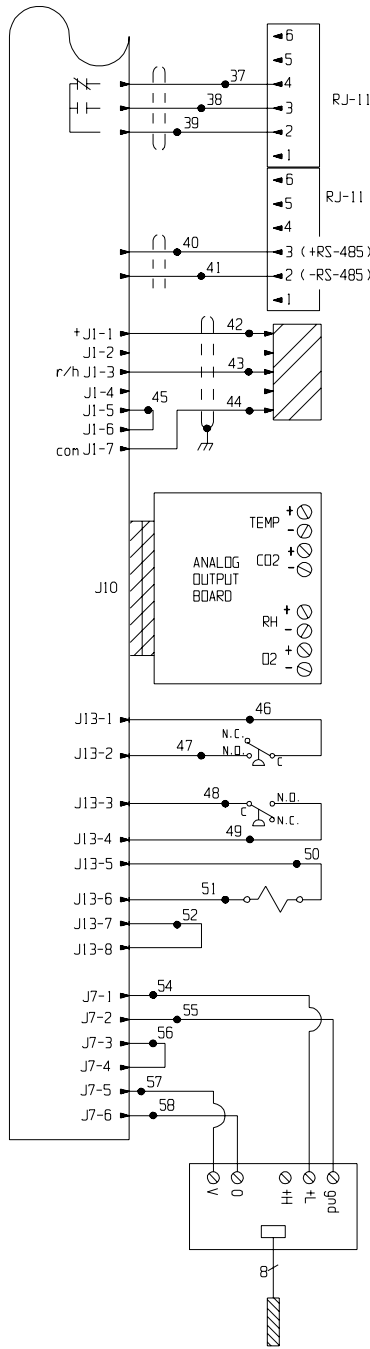 6
5
37
4
38
3
RJ-11
39
2
1
6
5
RJ-11
4
40
3 (+RS-485)
41
2 (-RS-485)
1
+J1-1
42
J1-2
r/h J1-3
43
J1-4
45
J1-5
44
J1-6
com J1-7
J10
ANALOG
OUTPUT
BOARD
TEMP + -
CO2 + -
RH + -
O2 + -
J13-1
46
N.C.
J13-2
47
N.O.
C
J13-3
48
N.O.
C
N.C.
J13-4
49
J13-5
50
J13-6
51
J13-7
52
J13-8
J7-1
54
J7-2
55
J7-3
56
J7-4
J7-5
57
J7-6
58
V
O
+H
+L
gnd
8